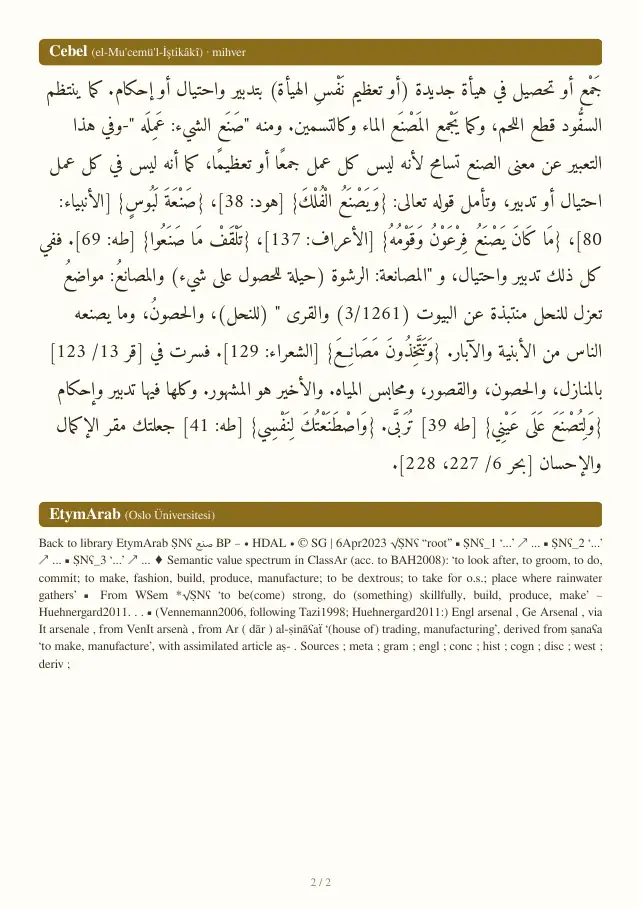 Cebel (el-Mu'cemü'l-İştikâkî) · mihver
جَمْع أو تحصيل في هيأة جديدة (أو تعظيم نَفْسِ الهيأة) بتدبير واحتيال أو إحكام. كما ينتظم
السفُّود قطع اللحم، وكما يَجْمع المَصْنَع الماء وكالتسمين. ومنه "صَنَع الشيء: عَمِلَه "-وفي هذا
التعبير عن معنى الصنع تسامح لأنه ليس كل عمل جمعًا أو تعظيمًا، كما أنه ليس في كل عمل
احتيال أو تدبير، وتأمل قوله تعالى: {وَيَصْنَعُ الْفُلْكَ} [هود: 38]، {صَنْعَةَ لَبُوسٍ} [الأنبياء:
80]، {مَا كَانَ يَصْنَعُ فِرْعَوْنُ وَقَوْمُهُ} [الأعراف: 137]، {تَلْقَفْ مَا صَنَعُوا} [طه: 69]. ففي
كل ذلك تدبير واحتيال، و "المصانعة: الرشوة (حيلة للحصول على شيء) والمصانعُ: مواضعُ
تعزل للنحل منتبذة عن البيوت (3/1261) والقرى " (للنحل)، والحصونُ، وما يصنعه
الناس من الأبنية والآبار. {وَتَتَّخِذُونَ مَصَانِعَ} [الشعراء: 129]. فسرت في [قر 13/ 123]
بالمنازل، والحصون، والقصور، ومحابس المياه. والأخير هو المشهور. وكلها فيها تدبير وإحكام
{وَلِتُصْنَعَ عَلَى عَيْنِي} [طه 39] تُرَبَّى. {وَاصْطَنَعْتُكَ لِنَفْسِي} [طه: 41] جعلتك مقر الإكمال
والإحسان [بحر 6/ 227، 228].
EtymArab (Oslo Üniversitesi)
Back to library EtymArab ṢNʕ صنع BP – • HDAL • © SG | 6Apr2023 √ṢNʕ “root” ▪ ṢNʕ_1 ‘...’ ↗ ... ▪ ṢNʕ_2 ‘...’
↗ ... ▪ ṢNʕ_3 ‘...’ ↗ ... ♦ Semantic value spectrum in ClassAr (acc. to BAH2008): ‘to look after, to groom, to do,
commit; to make, fashion, build, produce, manufacture; to be dextrous; to take for o.s.; place where rainwater
gathers’ ▪ From WSem *√ṢNʕ ‘to be(come) strong, do (something) skillfully, build, produce, make’ –
Huehnergard2011. . . ▪ (Vennemann2006, following Tazi1998; Huehnergard2011:) Engl arsenal , Ge Arsenal , via
It arsenale , from VenIt arsenà , from Ar ( dār ) al-ṣināʕaẗ ‘(house of) trading, manufacturing’, derived from ṣanaʕa
‘to make, manufacture’, with assimilated article aṣ- . Sources ; meta ; gram ; engl ; conc ; hist ; cogn ; disc ; west ;
deriv ;
2 / 2